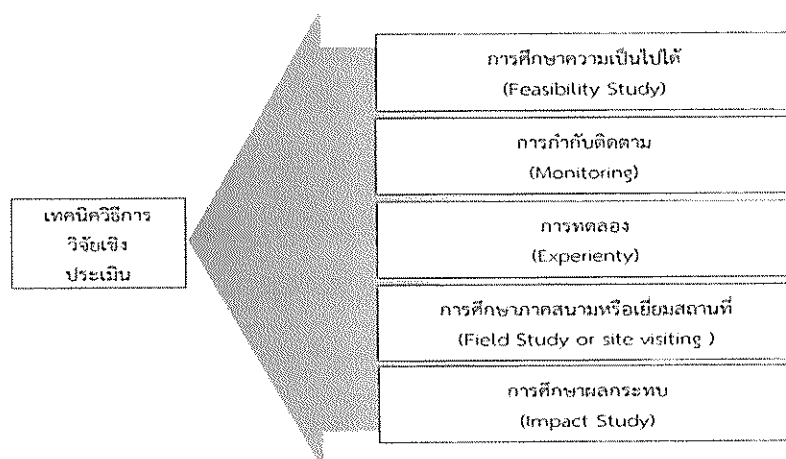 การศึกษาความเป็นไปได้
(Feasibility Study)
การกำกับติดตาม
(Monitoring)
เทคนิควิธีการ
วิจัยเชิง
ประเมิน
การทดลอง
(Experienty)
การศึกษาภาคสนามหรือเยี่ยมสถานที่
(Field Study or site visiting )
การศึกษาผลกระทบ
(Impact Study)